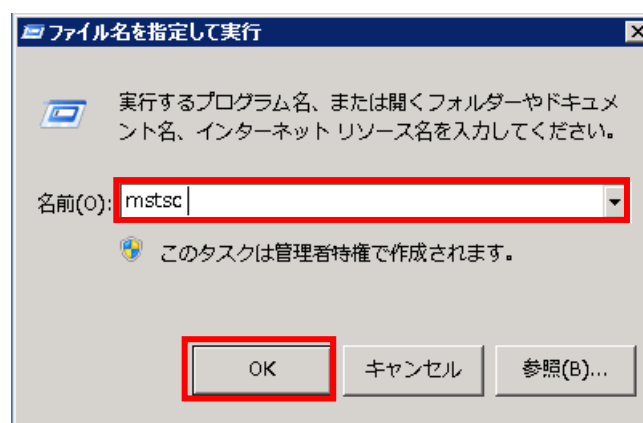 ファイル名を指定して実行
実行するプログラム名、または開くフォルダーやドキュメ
ント名、インターネット リソース名を入力してください。
名前(O): mstsc
このタスクは管理者特権で作成されます。
OK キャンセル 参照(B)...